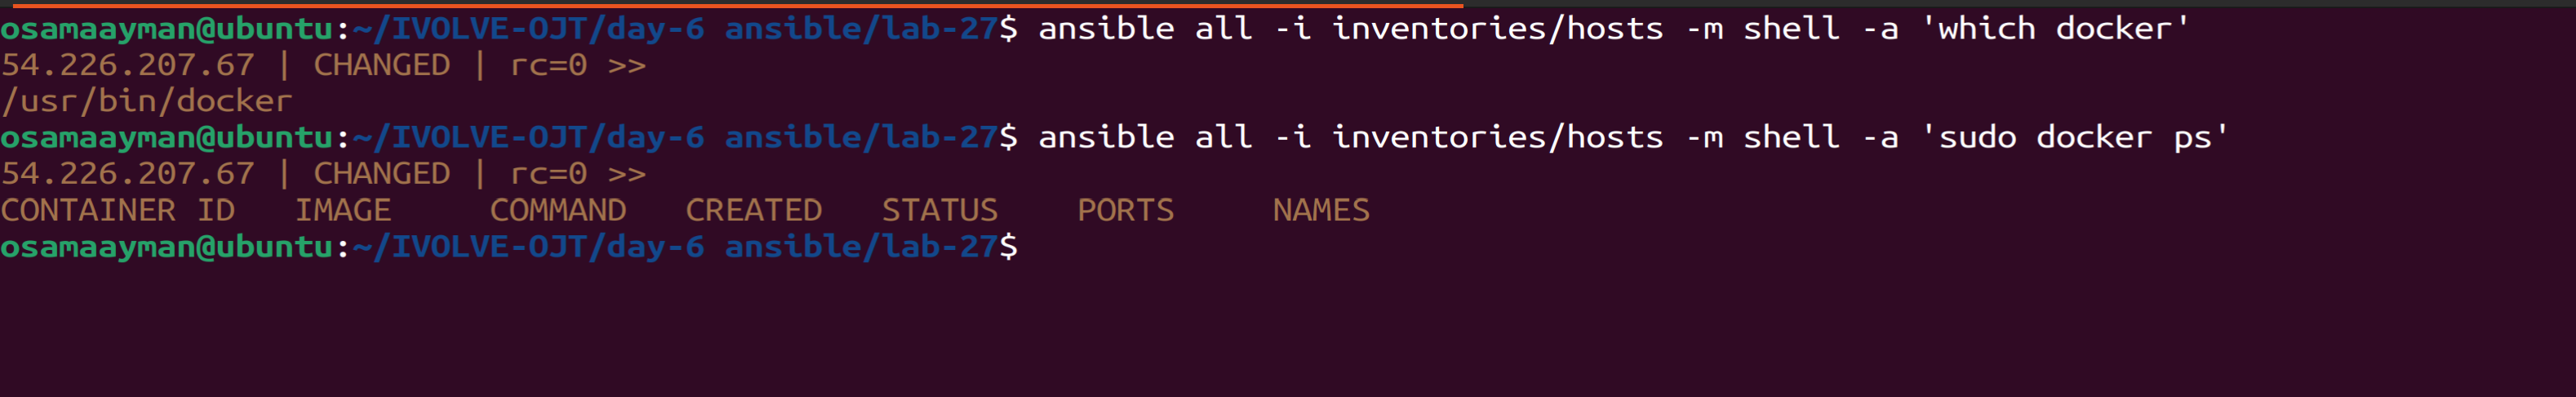 osamaayman@ubuntu:~/IVOLVE-OJT/day-6 ansible/lab-27$ ansible all -i inventories/hosts -m shell -a 'which docker'
54.226.207.67 | CHANGED | rc=0 >>
/usr/bin/docker
osamaayman@ubuntu:~/IVOLVE-OJT/day-6 ansible/lab-27$ ansible all -i inventories/hosts -m shell -a 'sudo docker ps'
54.226.207.67 | CHANGED | rc=0 >>
CONTAINER ID   IMAGE     COMMAND   CREATED   STATUS    PORTS     NAMES
osamaayman@ubuntu:~/IVOLVE-OJT/day-6 ansible/lab-27$